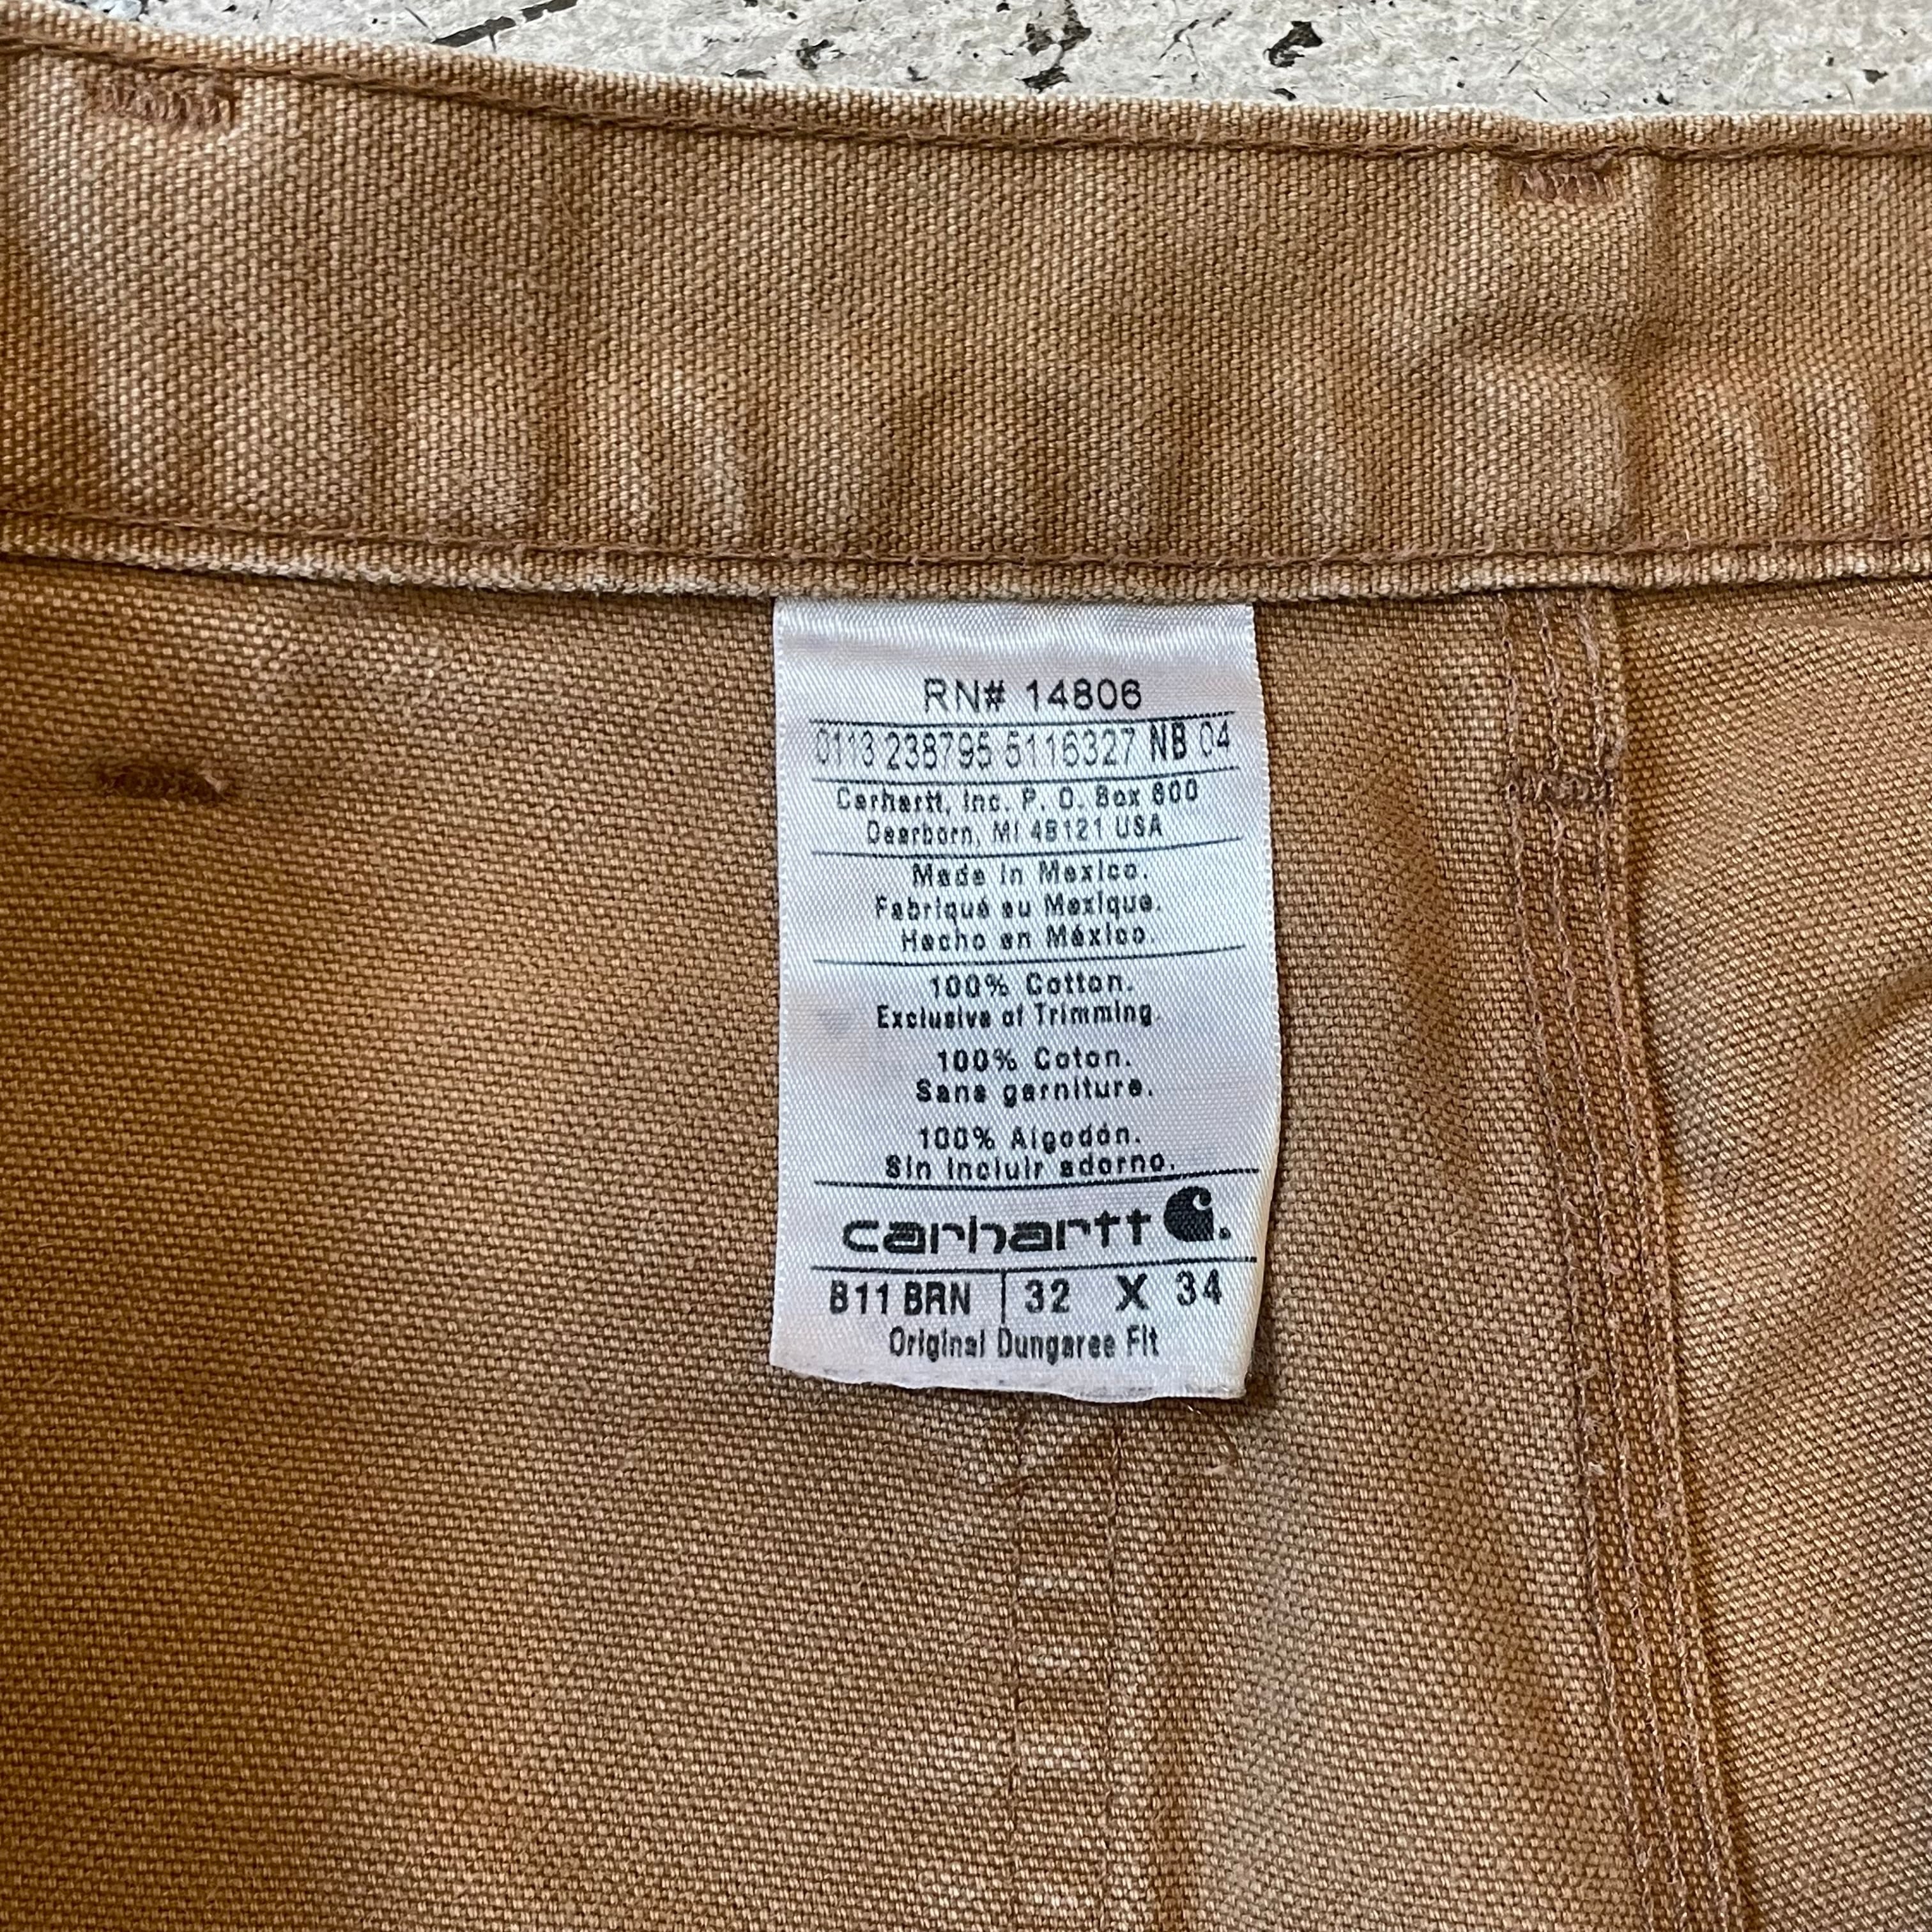 RN# 14806
0113 238795 5116327 NB 04
Carhartt, Inc. P. O. Box 600
Dearborn, MI 48121 USA
Made in Mexico.
Fabriqué au Mexique.
Hecho en México.
100% Cotton.
Exclusive of Trimming.
100% Coton.
Sans garniture.
100% Algodón.
Sin incluir adorno.
carhartt
B11 BRN 32 X 34
Original Dungaree Fit